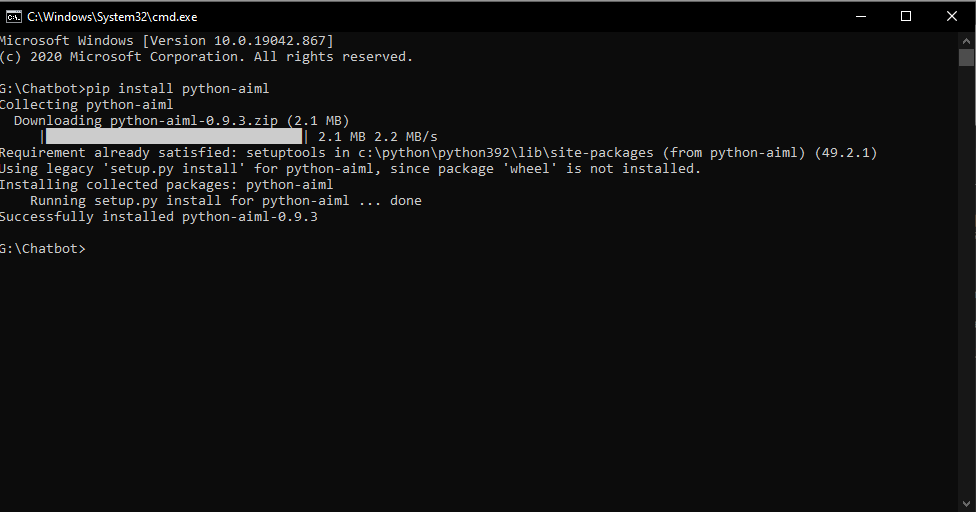 C:\Windows\System32\cmd.exe
Microsoft Windows [Version 10.0.19042.867]
(c) 2020 Microsoft Corporation. All rights reserved.
G:\Chatbot>pip install python-aiml
Collecting python-aiml
Downloading python-aiml-0.9.3.zip (2.1 MB)
| | 2.1 MB 2.2 MB/s
Requirement already satisfied: setuptools in c:\python\python392\lib\site-packages (from python-aiml) (49.2.1)
Using legacy 'setup.py install' for python-aiml, since package 'wheel' is not installed.
Installing collected packages: python-aiml
Running setup.py install for python-aiml ... done
Successfully installed python-aiml-0.9.3
G:\Chatbot>